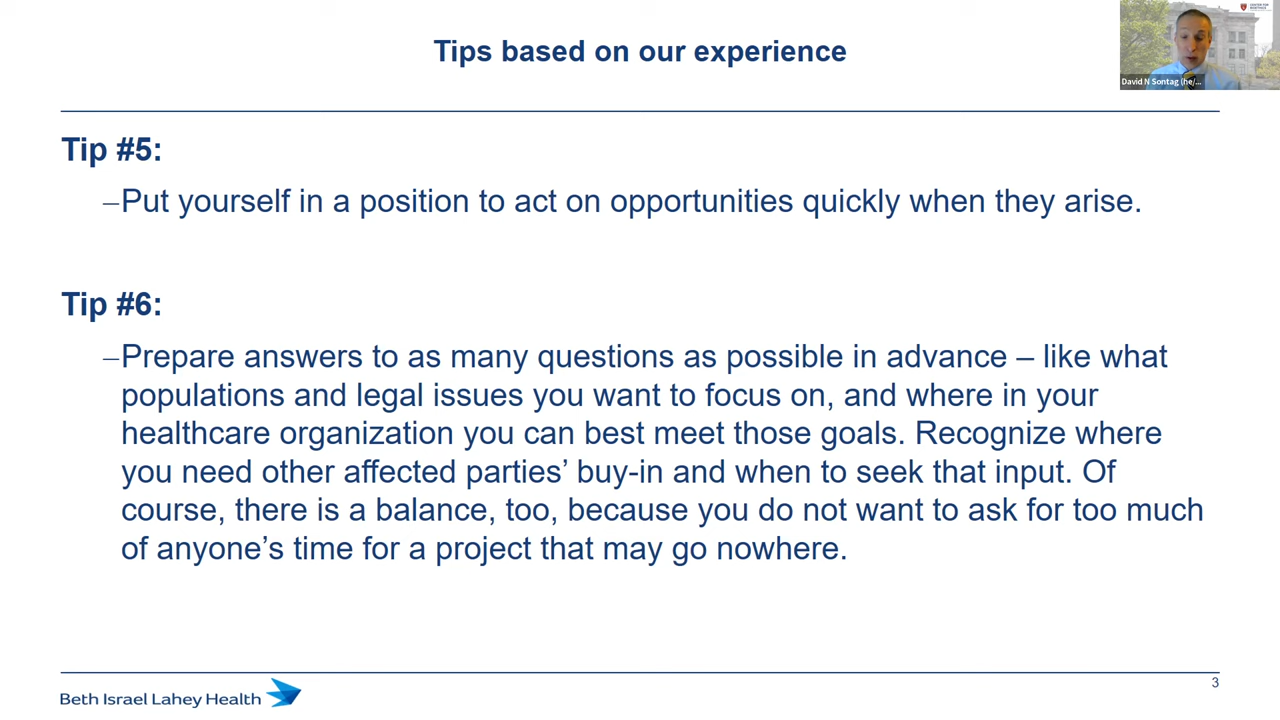 Tips based on our experience
David N Sontag (he/...
Tip #5:
–Put yourself in a position to act on opportunities quickly when they arise.
Tip #6:
–Prepare answers to as many questions as possible in advance – like what
populations and legal issues you want to focus on, and where in your
healthcare organization you can best meet those goals. Recognize where
you need other affected parties’ buy-in and when to seek that input. Of
course, there is a balance, too, because you do not want to ask for too much
of anyone’s time for a project that may go nowhere.
Beth Israel Lahey Health
3